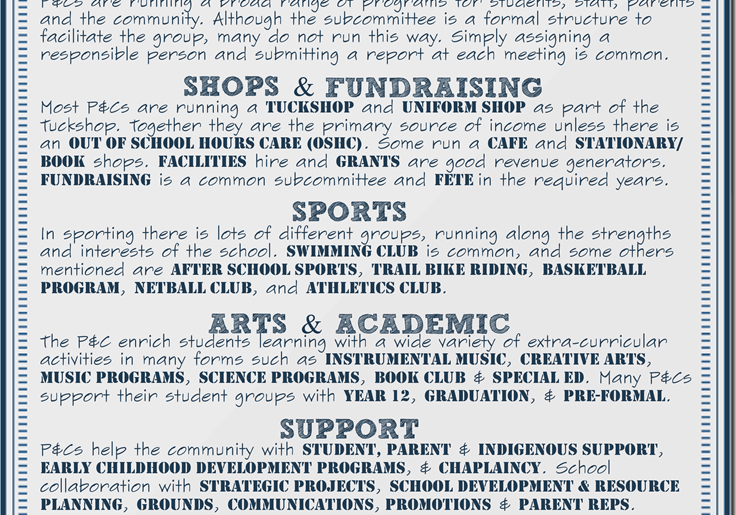 P&Cs are running a broad range of programs for students, staff, parents
and the community. Although the subcommittee is a formal structure to
facilitate the group, many do not run this way. Simply assigning a
responsible person and submitting a report at each meeting is common.
SHOPS & FUNDRAISING
Most P&Cs are running a TUCKSHOP and UNIFORM SHOP as part of the
Tuckshop. Together they are the primary source of income unless there is
an OUT OF SCHOOL HOURS CARE (OSHC). Some run a CAFE and STATIONARY/
BOOK shops. FACILITIES hire and GRANTS are good revenue generators.
FUNDRAISING is a common subcommittee and FETE in the required years.
SPORTS
In sporting there is lots of different groups, running along the strengths
and interests of the school. SWIMMING CLUB is common, and some others
mentioned are AFTER SCHOOL SPORTS, TRAIL BIKE RIDING, BASKETBALL
PROGRAM, NETBALL CLUB, and ATHLETICS CLUB.
ARTS & ACADEMIC
The P&C enrich students learning with a wide variety of extra-curricular
activities in many forms such as INSTRUMENTAL MUSIC, CREATIVE ARTS,
MUSIC PROGRAMS, SCIENCE PROGRAMS, BOOK CLUB & SPECIAL ED. Many P&Cs
support their student groups with YEAR 12, GRADUATION, & PRE-FORMAL.
SUPPORT
P&Cs help the community with STUDENT, PARENT & INDIGENOUS SUPPORT,
EARLY CHILDHOOD DEVELOPMENT PROGRAMS, & CHAPLAINCY. School
collaboration with STRATEGIC PROJECTS, SCHOOL DEVELOPMENT & RESOURCE
PLANNING, GROUNDS, COMMUNICATIONS, PROMOTIONS & PARENT REPS.